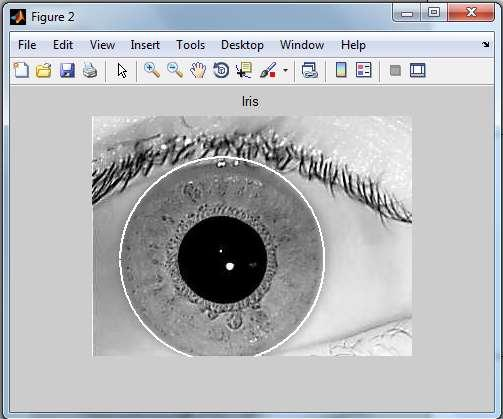 Figure 2
File Edit View Insert Tools Desktop Window Help
Iris